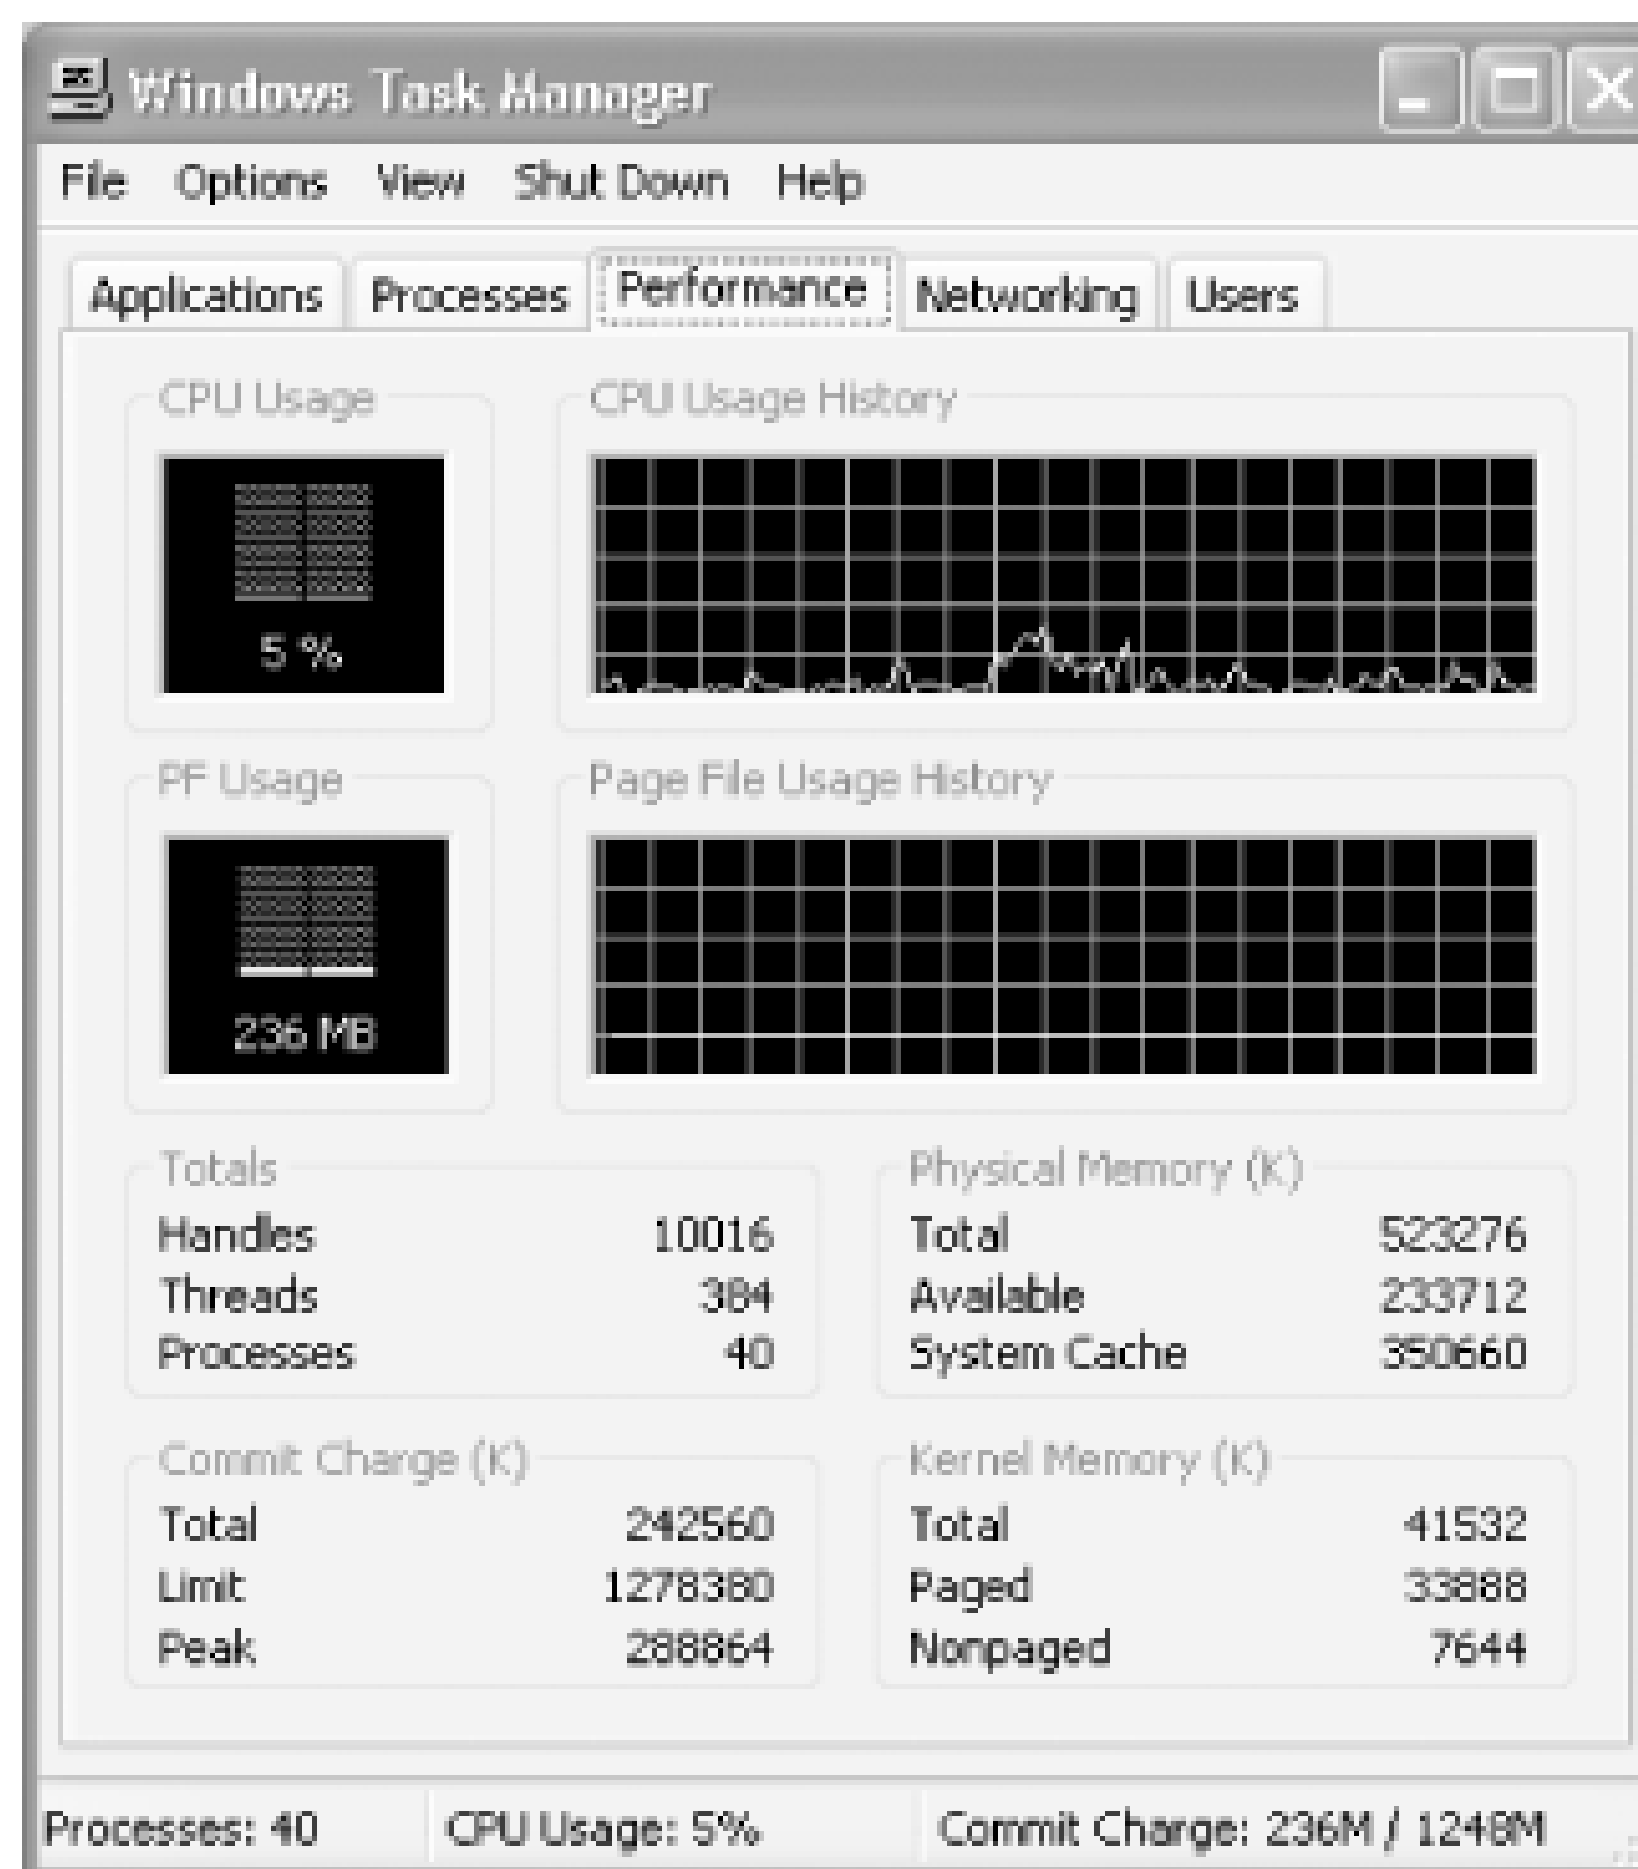 Windows Task Manager
File Options View Shut Down Help
Applications Processes Performance Networking Users
CPU Usage CPU Usage History
5 %
PF Usage Page File Usage History
236 MB
Totals Physical Memory (K)
Handles 10016 Total 523276
Threads 384 Available 233712
Processes 40 System Cache 350660
Commit Charge (K) Kernel Memory (K)
Total 242560 Total 41532
Limit 1278380 Paged 33888
Peak 288864 Nonpaged 7644
Processes: 40 CPU Usage: 5% Commit Charge: 236M / 1248M